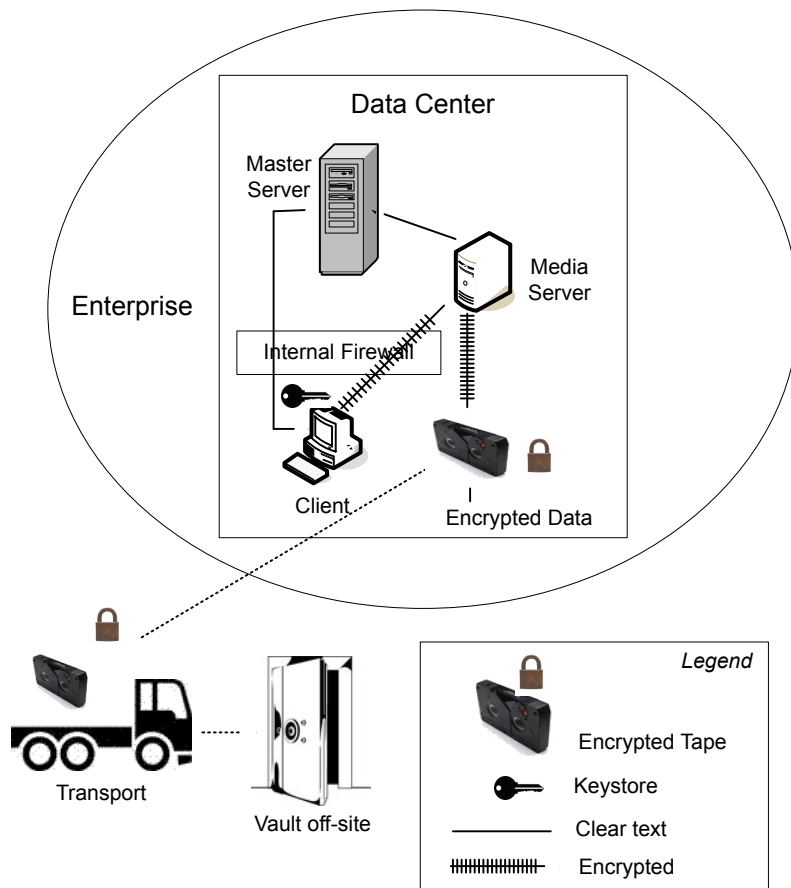 Data Center
Master
Server
Media
Server
Enterprise
Internal Firewall
Client
Encrypted Data
Transport
Vault off-site
Legend
Encrypted Tape
Keystore
Clear text
Encrypted